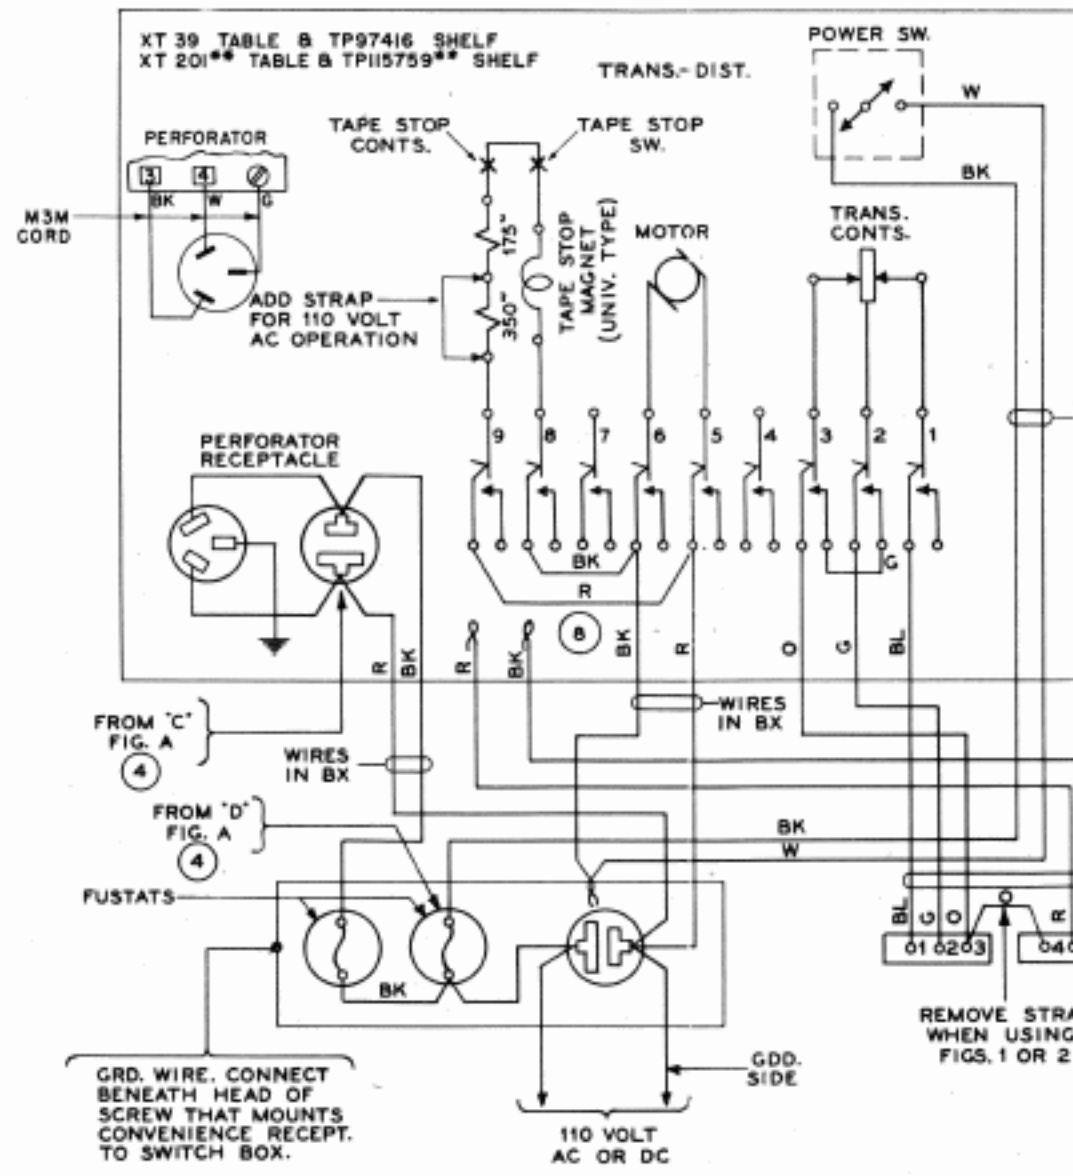 XT 39 TABLE & TP97416 SHELF
XT 201** TABLE & TP115759** SHELF
TRANS.-DIST.
POWER SW.
W
BK
PERFORATOR
3
4
BK
W
G
M3M
CORD
TAPE STOP
CONTS.
TAPE STOP
SW.
175
350
TAPE STOP
MAGNET
(UNIV. TYPE)
MOTOR
TRANS.
CONTS.
ADD STRAP
FOR 110 VOLT
AC OPERATION
9
8
7
6
5
4
3
2
1
PERFORATOR
RECEPTACLE
BK
R
G
8
R
BK
R
BK
BK
R
O
G
BL
WIRES
IN BX
FROM "C"
FIG. A
4
WIRES
IN BX
FROM "D"
FIG. A
4
BK
W
FUSTATS
BK
BL
G
O
R
1
2
3
4
REMOVE STRA
WHEN USING
FIGS. 1 OR 2
GRD. WIRE. CONNECT
BENEATH HEAD OF
SCREW THAT MOUNTS
CONVENIENCE RECEPT.
TO SWITCH BOX.
GDD.
SIDE
110 VOLT
AC OR DC